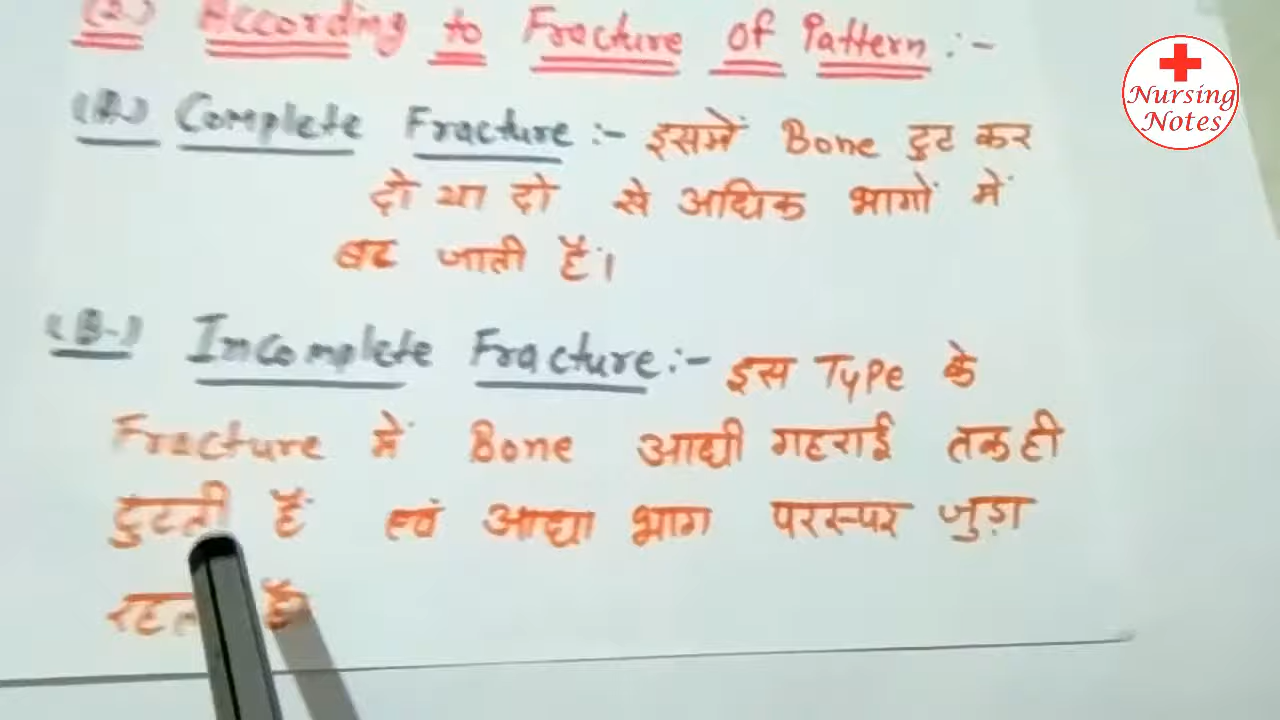 (2.) According to Fracture of Pattern :-
(A.) Complete Fracture :- इसमें Bone टुट कर
दो या दो से अधिक भागों में
बट जाती हैं।
(B.) Incomplete Fracture :- इस Type के
Fracture में Bone आधी गहराई तक ही
टुटती हैं एवं आधा भाग परस्पर जुड़ा
Nursing
Notes